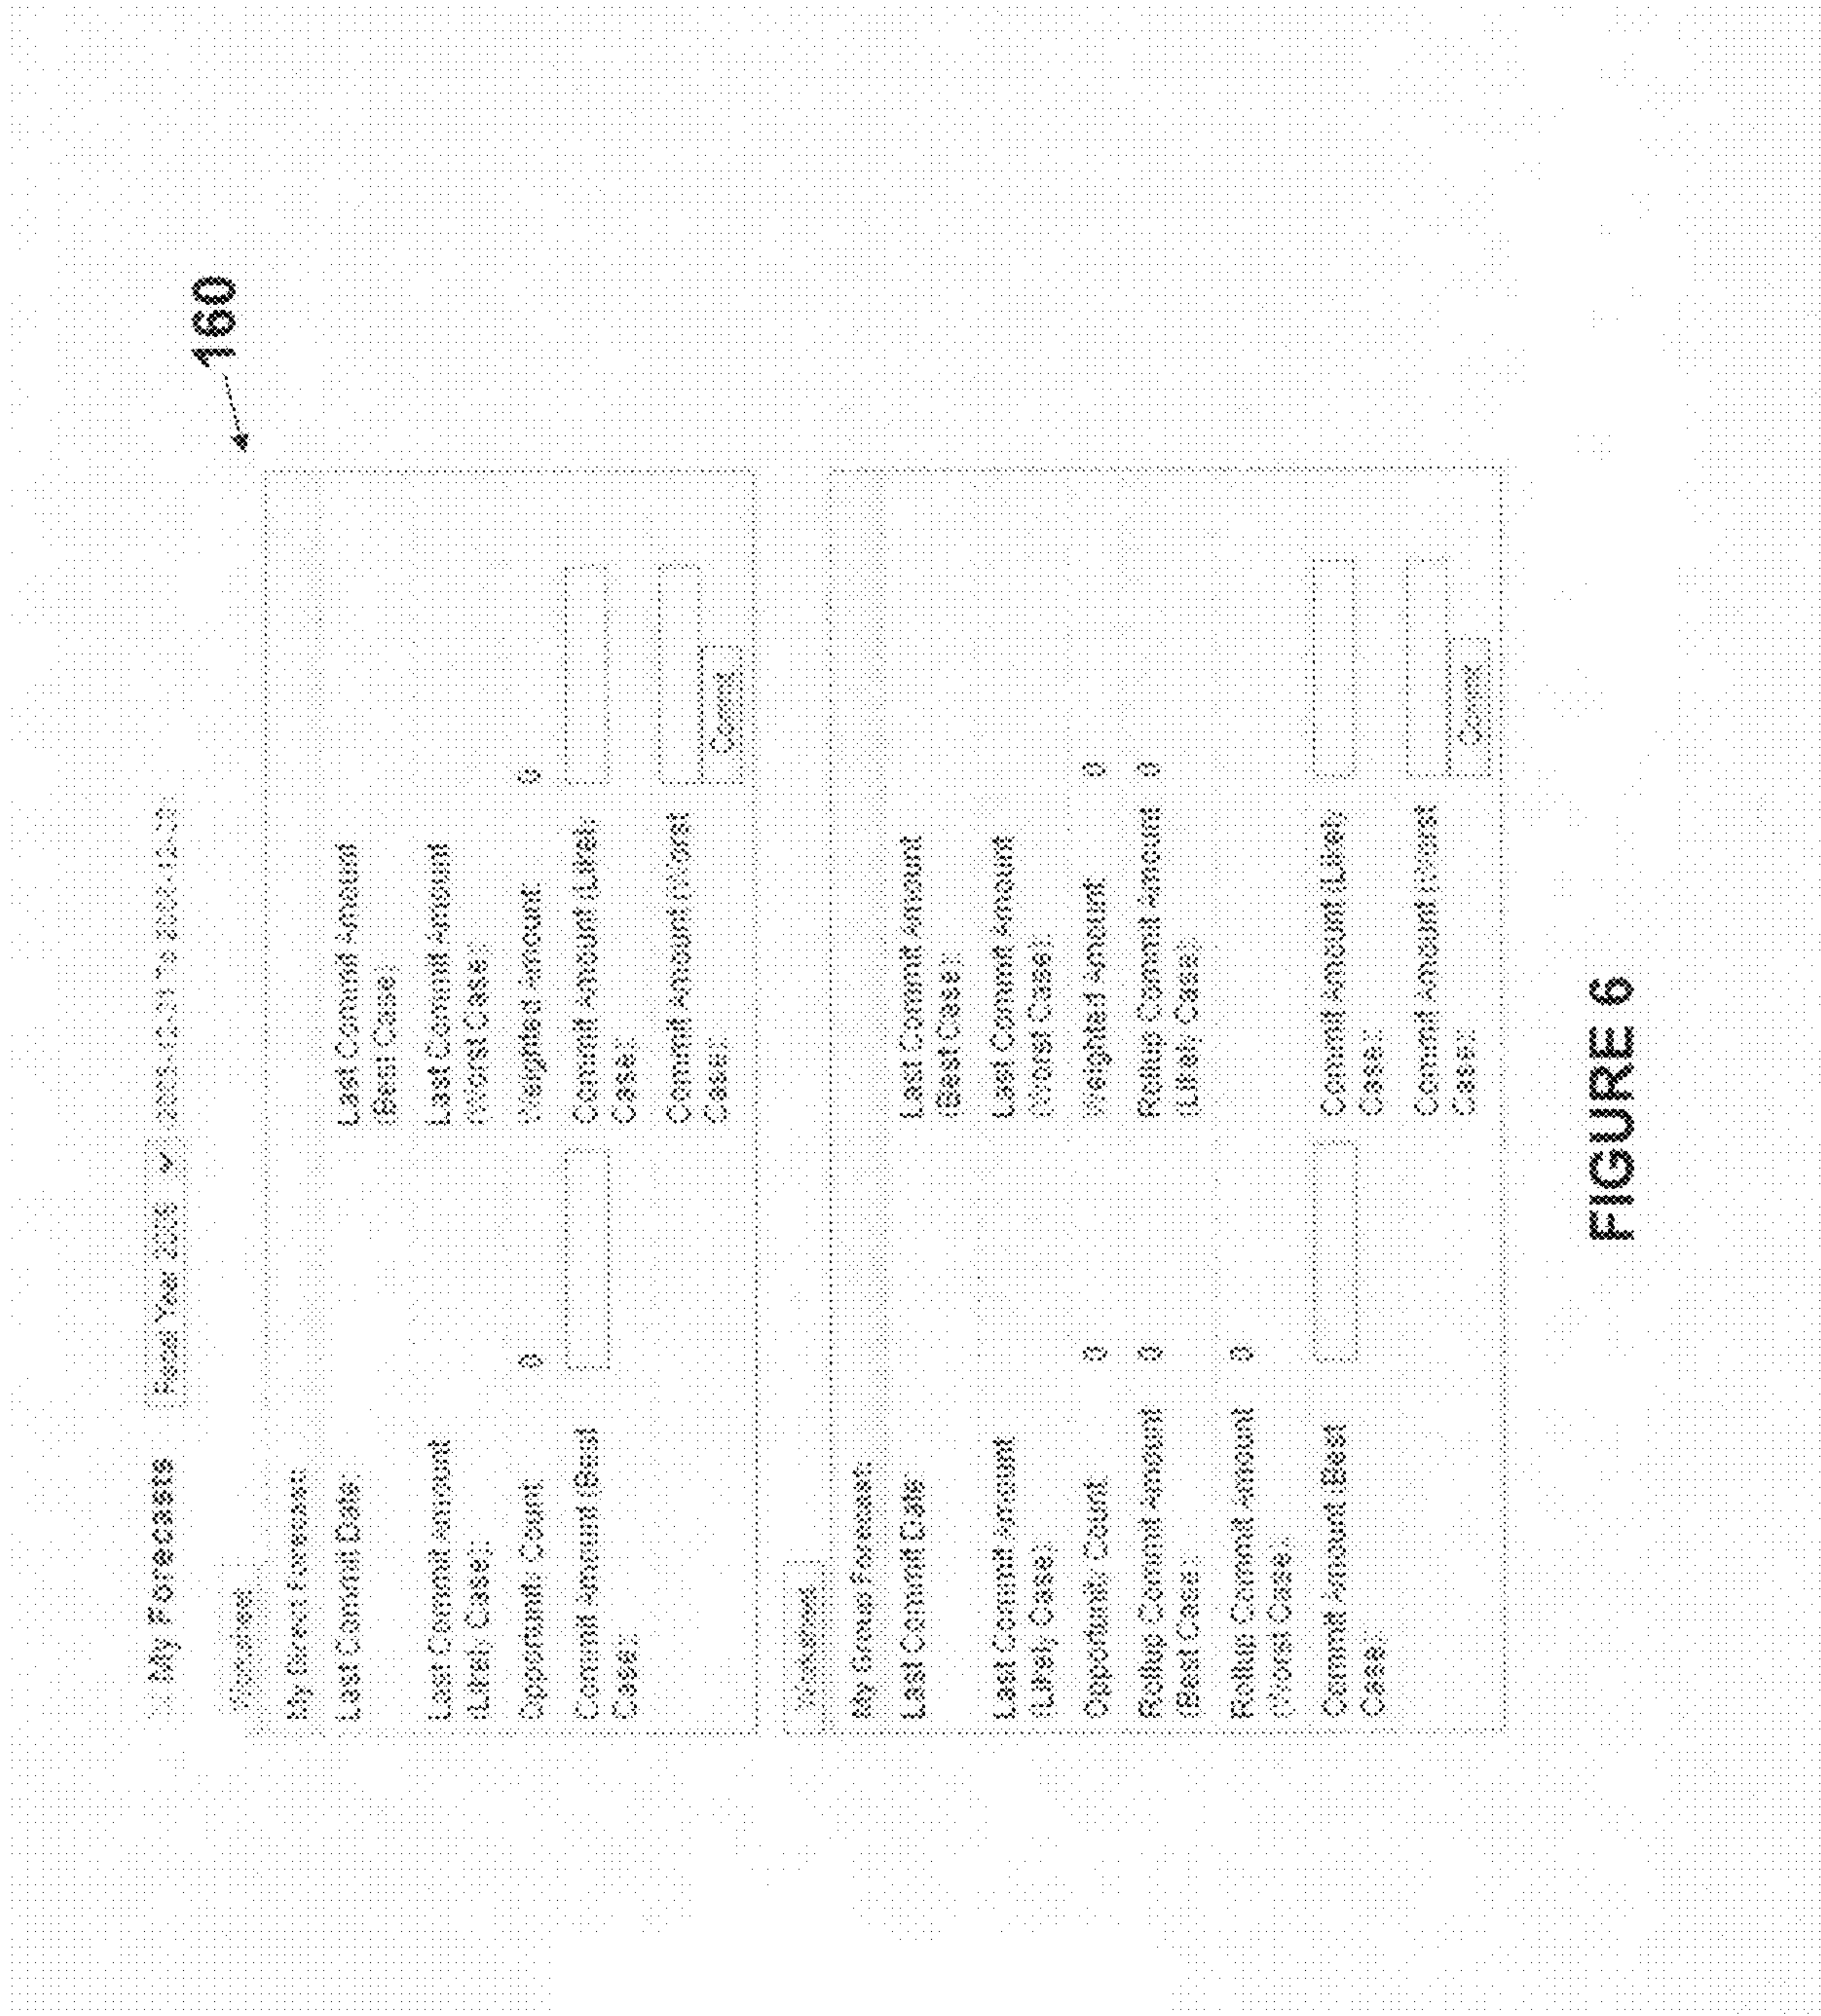 160
My Forecasts Fiscal Year 2006
My Direct Forecast:
Last Commit Date: Last Commit Amount
(Best Case):
Last Commit Amount Last Commit Amount
(Likely Case): (Worst Case):
Opportunity Count: 0 Weighted Amount: 0
Commit Amount (Best Commit Amount (Likely
Case): Case):
Commit Amount (Worst
Case):
Commit
My Group Forecast:
Last Commit Date: Last Commit Amount
(Best Case):
Last Commit Amount Last Commit Amount
(Likely Case): (Worst Case):
Opportunity Count: 0 Weighted Amount: 0
Rollup Commit Amount 0 Rollup Commit Amount 0
(Best Case): (Likely Case):
Rollup Commit Amount 0
(Worst Case):
Commit Amount (Best Commit Amount (Likely
Case): Case):
Commit Amount (Worst
Case):
Commit
FIGURE 6